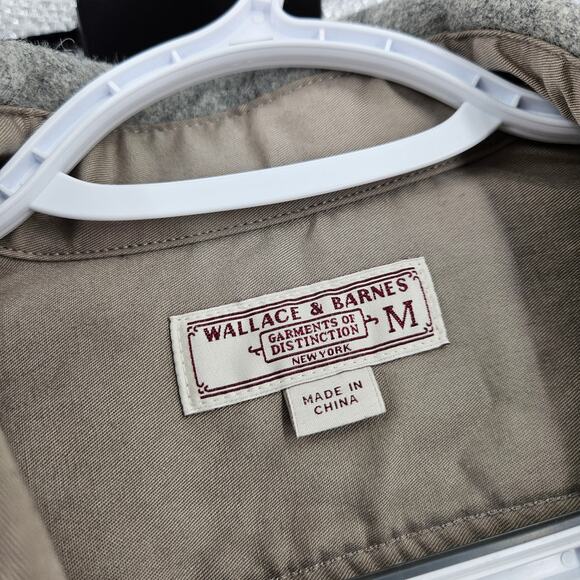 WALLACE & BARNES
GARMENTS OF
DISTINCTION
NEW YORK
M
MADE IN
CHINA